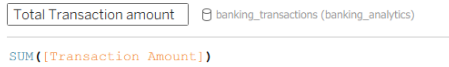 Total Transaction amount banking_transactions (banking_analytics)
SUM([Transaction Amount])